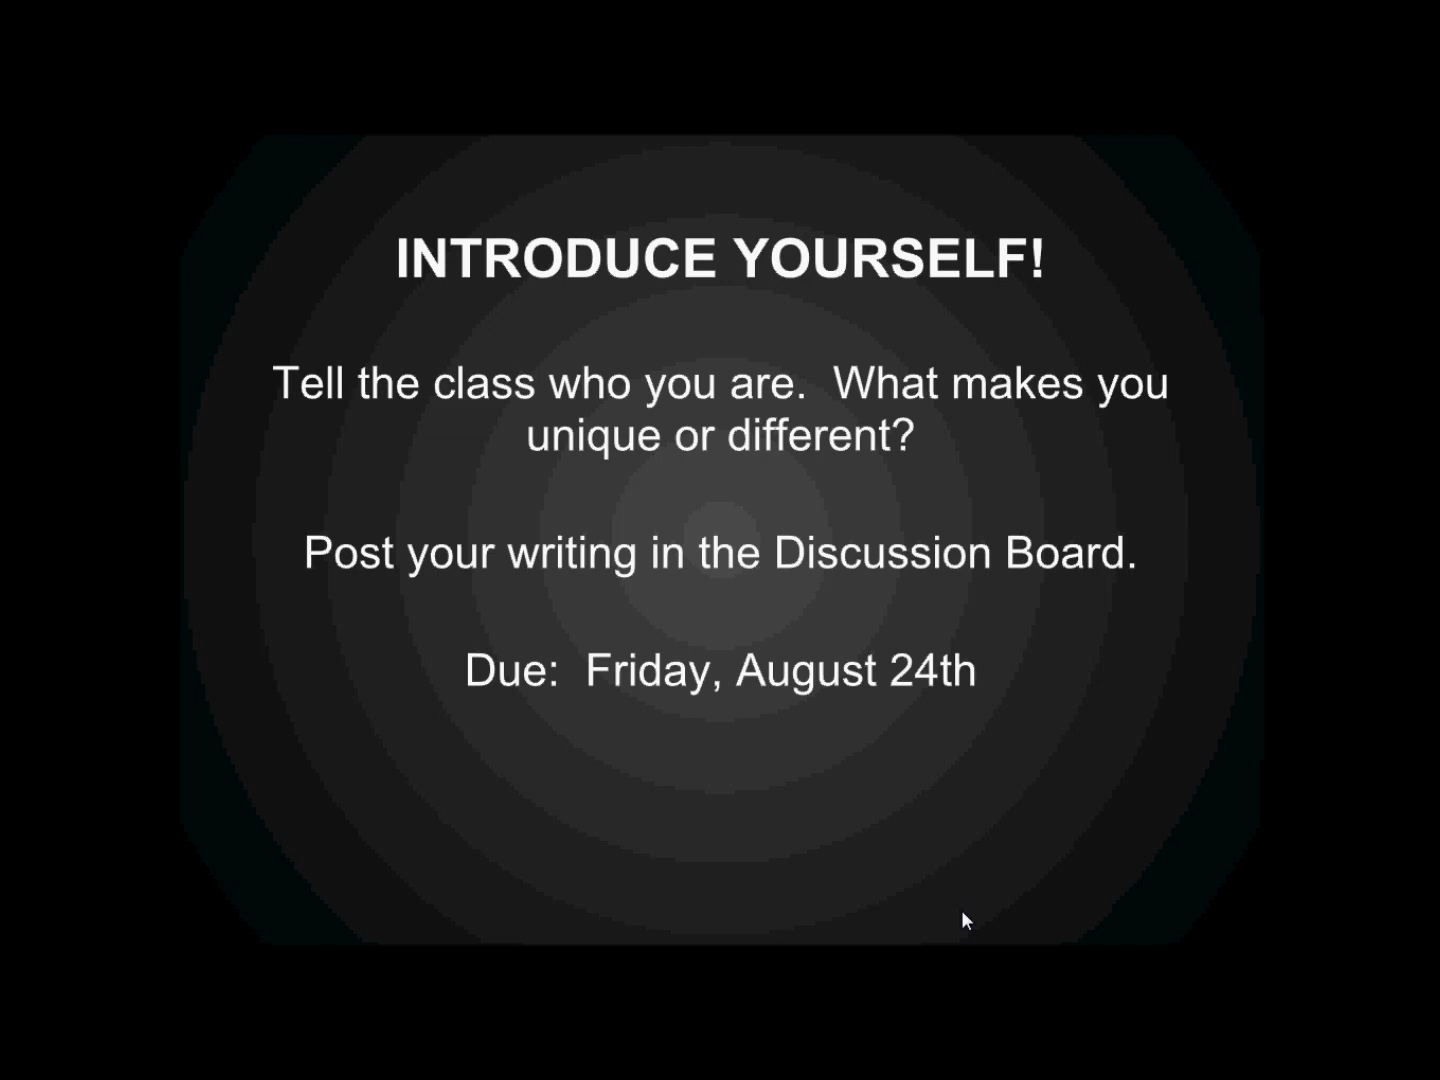 INTRODUCE YOURSELF!
Tell the class who you are.  What makes you
unique or different?
Post your writing in the Discussion Board.
Due:  Friday, August 24th